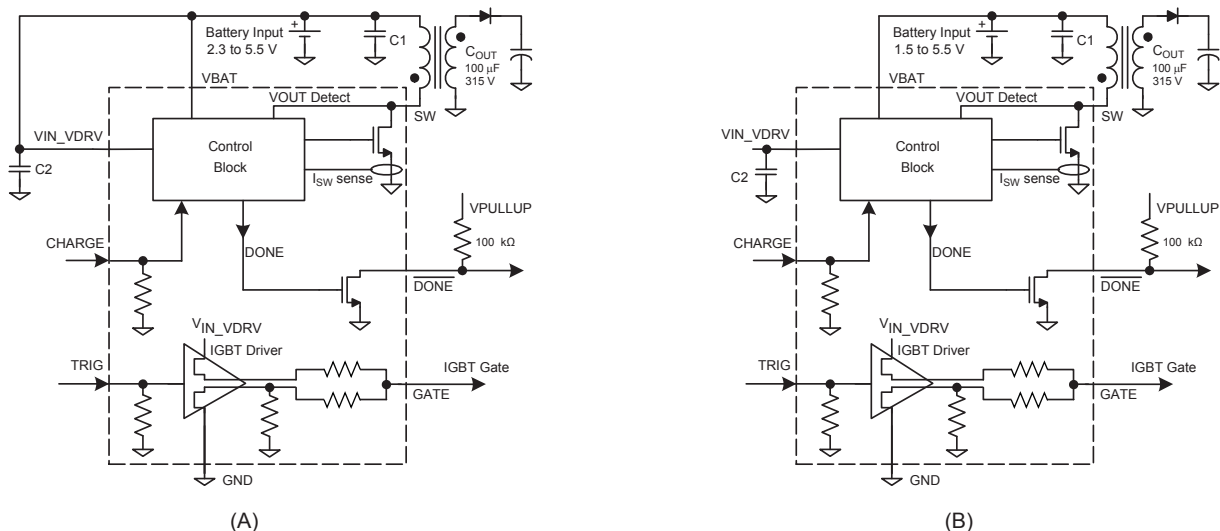 +
Battery Input
2.3 to 5.5 V
C1
COUT
100 μF
315 V
VBAT
VOUT Detect
SW
VIN_VDRV
C2
Control
Block
ISW sense
VPULLUP
100 kΩ
CHARGE
DONE
DONE
VIN_VDRV
IGBT Driver
TRIG
IGBT Gate
GATE
GND
(A)
+
Battery Input
1.5 to 5.5 V
C1
COUT
100 μF
315 V
VBAT
VOUT Detect
SW
VIN_VDRV
C2
Control
Block
ISW sense
VPULLUP
100 kΩ
CHARGE
DONE
DONE
VIN_VDRV
IGBT Driver
TRIG
IGBT Gate
GATE
GND
(B)